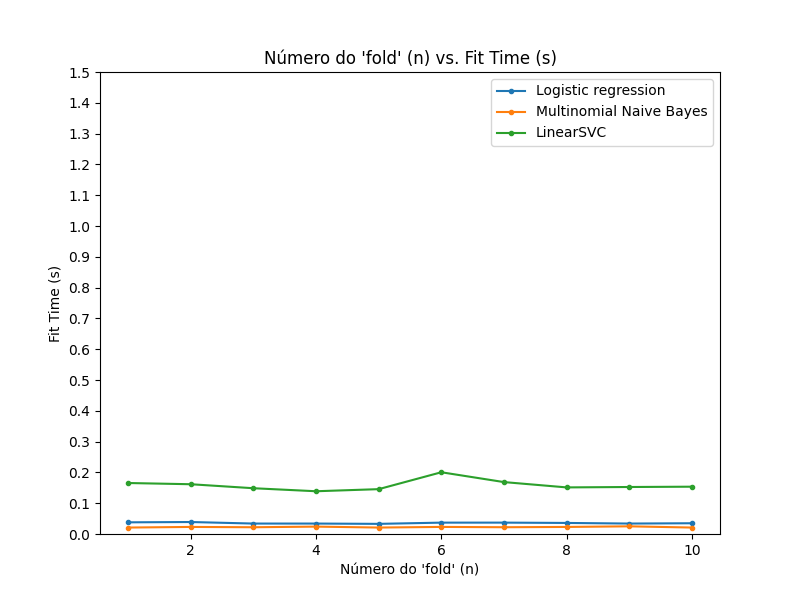 Número do 'fold' (n) vs. Fit Time (s)
Logistic regression
Multinomial Naive Bayes
LinearSVC
1.5
1.4
1.3
1.2
1.1
1.0
0.9
0.8
0.7
0.6
0.5
0.4
0.3
0.2
0.1
0.0
Fit Time (s)
2 4 6 8 10
Número do 'fold' (n)